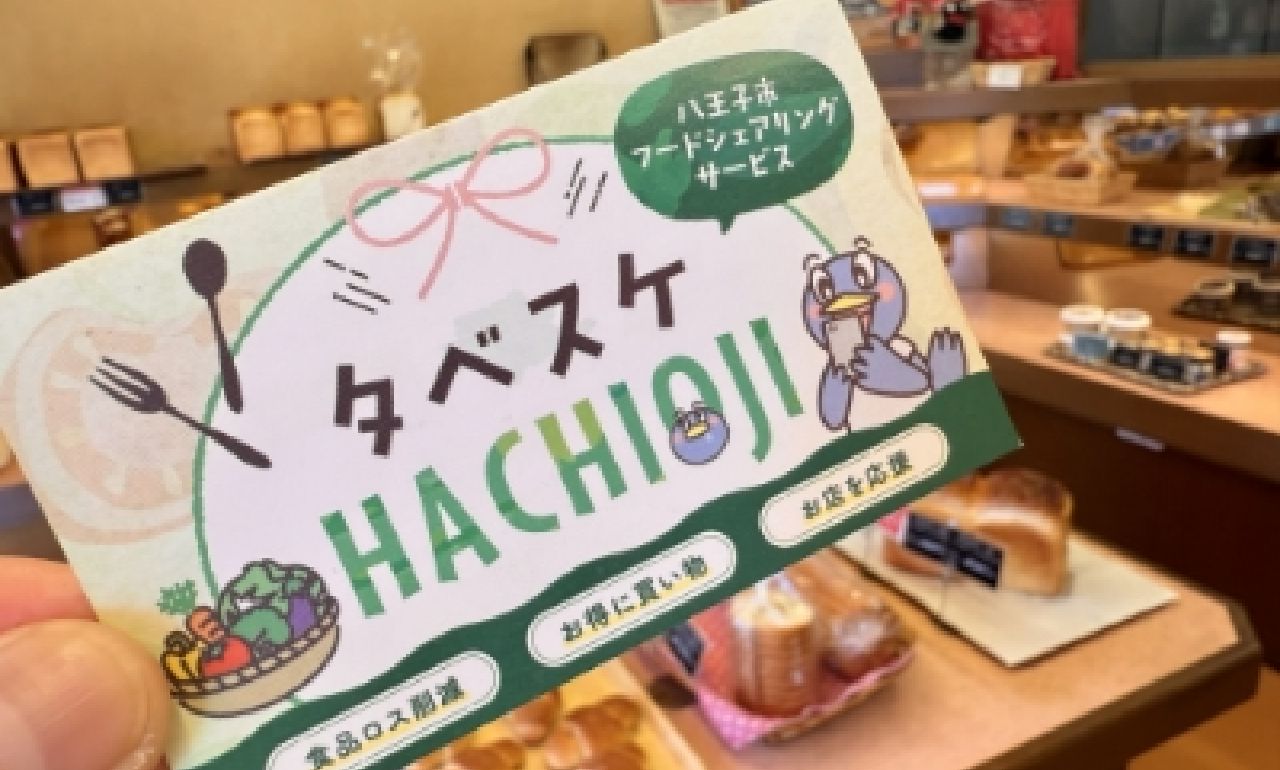 八王子市
フードシェアリング
サービス
タベスケ
HACHIOJI
食品ロス削減
お得に買い物
お店を応援